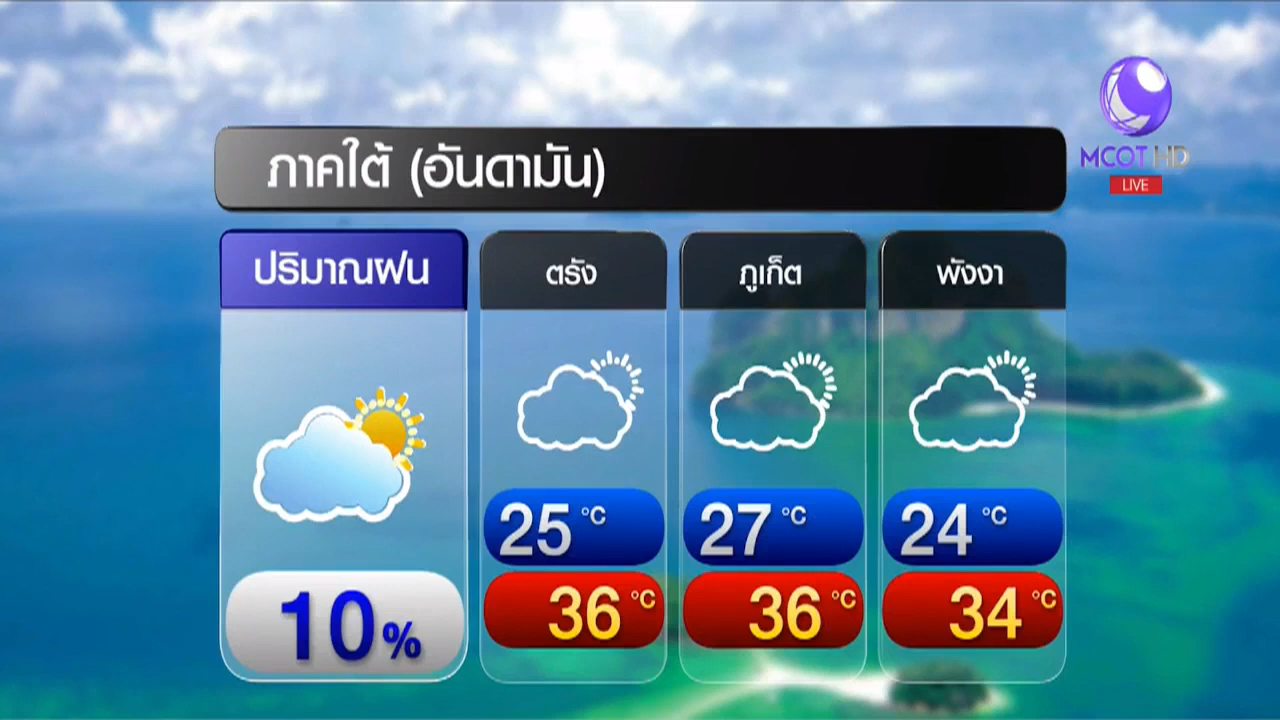 ภาคใต้ (อันดามัน)
MCOT HD
LIVE
ปริมาณฝน
ตรัง
ภูเก็ต
พังงา
25 °C
27 °C
24 °C
10%
36 °C
36 °C
34 °C